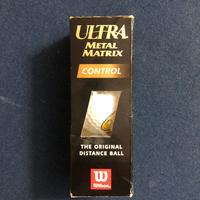 ULTRA
METAL
MATRIX
CONTROL
THE ORIGINAL
DISTANCE BALL
W
Wilson